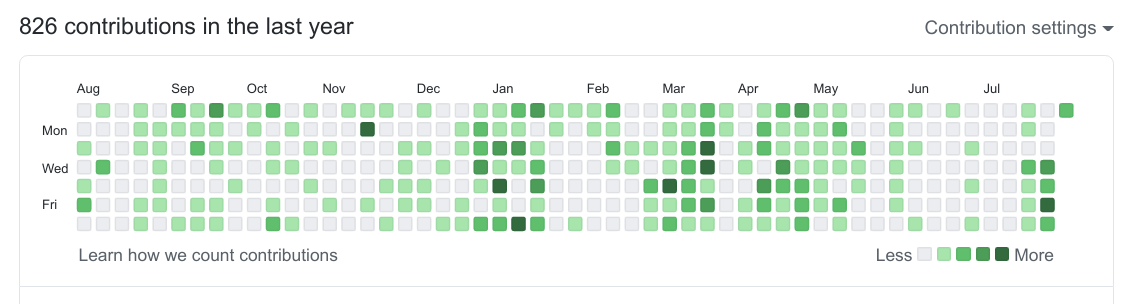 826 contributions in the last year
Contribution settings
Aug Sep Oct Nov Dec Jan Feb Mar Apr May Jun Jul
Mon
Wed
Fri
Learn how we count contributions
Less More